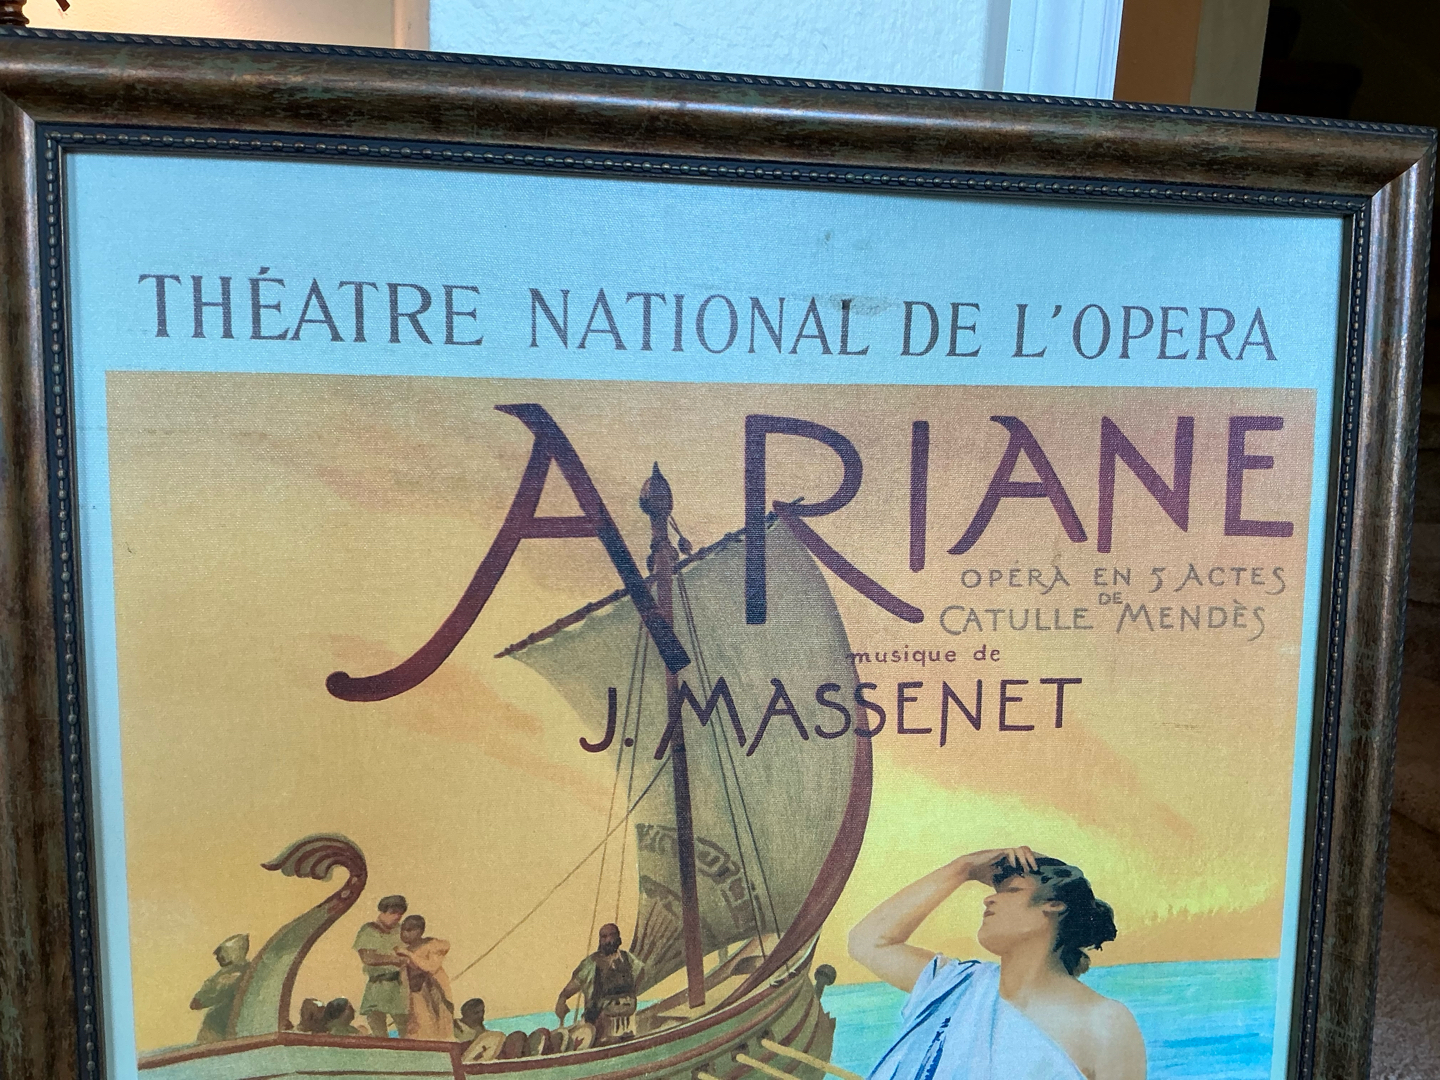 THÉATRE NATIONAL DE L'OPERA
ARIANE
OPÉRA EN 5 ACTES
DE
CATULLE MENDÈS
musique de
J. MASSENET